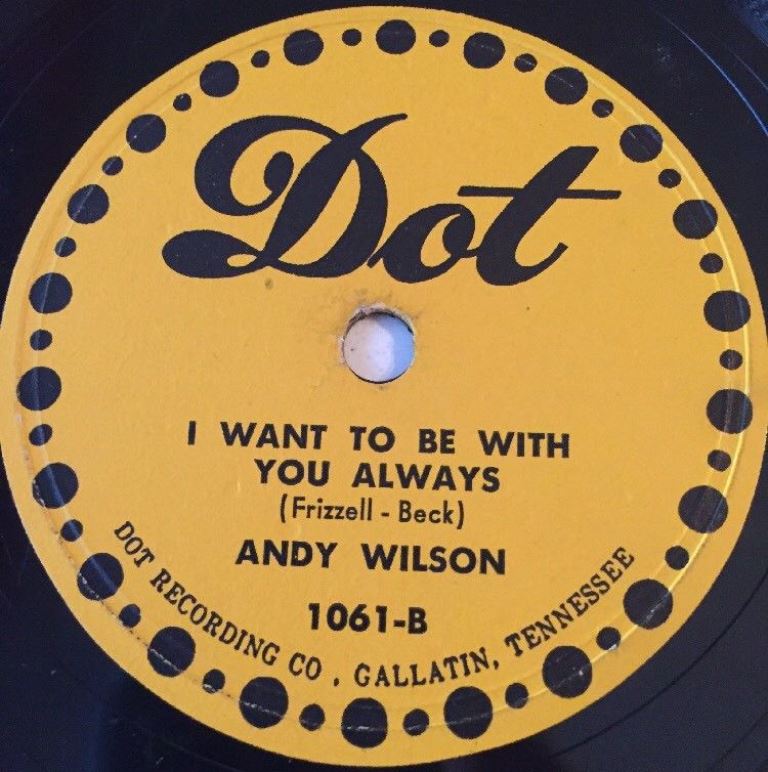 Dot
I WANT TO BE WITH
YOU ALWAYS
(Frizzell - Beck)
ANDY WILSON
1061-B
DOT RECORDING CO. GALLATIN, TENNESSEE